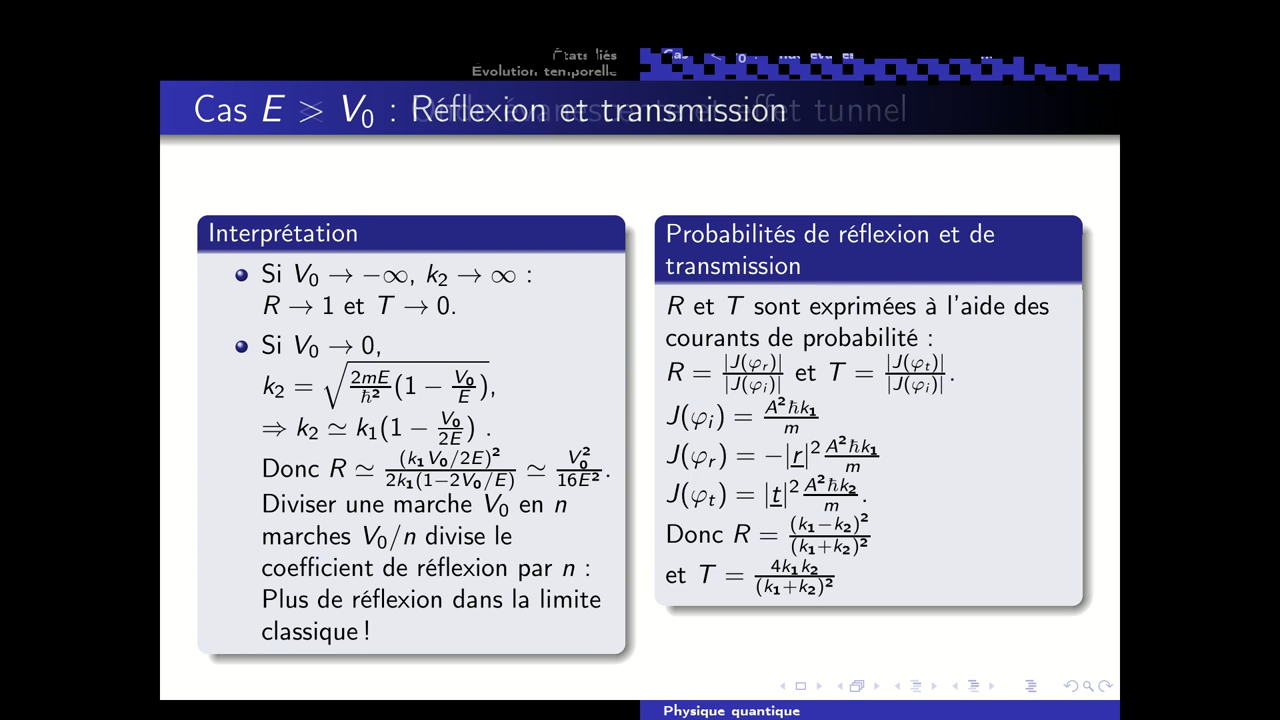 États liés
Évolution temporelle
Cas E > V₀ : Réflexion et transmission
Interprétation
Si V₀ → −∞, k₂ → ∞ :
R → 1 et T → 0.
Si V₀ → 0,
k₂ = √(2mE/ħ² (1 − V₀/E)),
⇒ k₂ ≃ k₁(1 − V₀/2E) .
Donc R ≃ (k₁V₀/2E)²/2k₁(1−2V₀/E) ≃ V₀²/16E².
Diviser une marche V₀ en n
marches V₀/n divise le
coefficient de réflexion par n :
Plus de réflexion dans la limite
classique !
Probabilités de réflexion et de
transmission
R et T sont exprimées à l'aide des
courants de probabilité :
R = |J(φᵣ)|/|J(φᵢ)| et T = |J(φₜ)|/|J(φᵢ)|.
J(φᵢ) = A²ħk₁/m
J(φᵣ) = −|r|² A²ħk₁/m
J(φₜ) = |t|² A²ħk₂/m.
Donc R = (k₁−k₂)²/(k₁+k₂)²
et T = 4k₁k₂/(k₁+k₂)²
Physique quantique